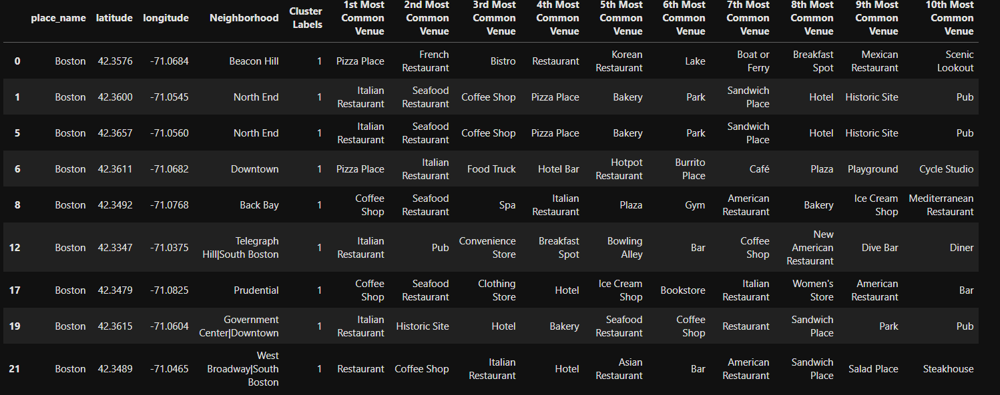 place_name latitude longitude Neighborhood Cluster Labels 1st Most Common Venue 2nd Most Common Venue 3rd Most Common Venue 4th Most Common Venue 5th Most Common Venue 6th Most Common Venue 7th Most Common Venue 8th Most Common Venue 9th Most Common Venue 10th Most Common Venue
0 Boston 42.3576 -71.0684 Beacon Hill 1 Pizza Place French Restaurant Bistro Restaurant Korean Restaurant Lake Boat or Ferry Breakfast Spot Mexican Restaurant Scenic Lookout
1 Boston 42.3600 -71.0545 North End 1 Italian Restaurant Seafood Restaurant Coffee Shop Pizza Place Bakery Park Sandwich Place Hotel Historic Site Pub
5 Boston 42.3657 -71.0560 North End 1 Italian Restaurant Seafood Restaurant Coffee Shop Pizza Place Bakery Park Sandwich Place Hotel Historic Site Pub
6 Boston 42.3611 -71.0682 Downtown 1 Pizza Place Italian Restaurant Food Truck Hotel Bar Hotpot Restaurant Burrito Place Café Plaza Playground Cycle Studio
8 Boston 42.3492 -71.0768 Back Bay 1 Coffee Shop Seafood Restaurant Spa Italian Restaurant Plaza Gym American Restaurant Bakery Ice Cream Shop Mediterranean Restaurant
12 Boston 42.3347 -71.0375 Telegraph Hill|South Boston 1 Italian Restaurant Pub Convenience Store Breakfast Spot Bowling Alley Bar Coffee Shop New American Restaurant Dive Bar Diner
17 Boston 42.3479 -71.0825 Prudential 1 Coffee Shop Seafood Restaurant Clothing Store Hotel Ice Cream Shop Bookstore Italian Restaurant Women's Store American Restaurant Bar
19 Boston 42.3615 -71.0604 Government Center|Downtown 1 Italian Restaurant Historic Site Hotel Bakery Seafood Restaurant Coffee Shop Restaurant Sandwich Place Park Pub
21 Boston 42.3489 -71.0465 West Broadway|South Boston 1 Restaurant Coffee Shop Italian Restaurant Hotel Asian Restaurant Bar American Restaurant Sandwich Place Salad Place Steakhouse